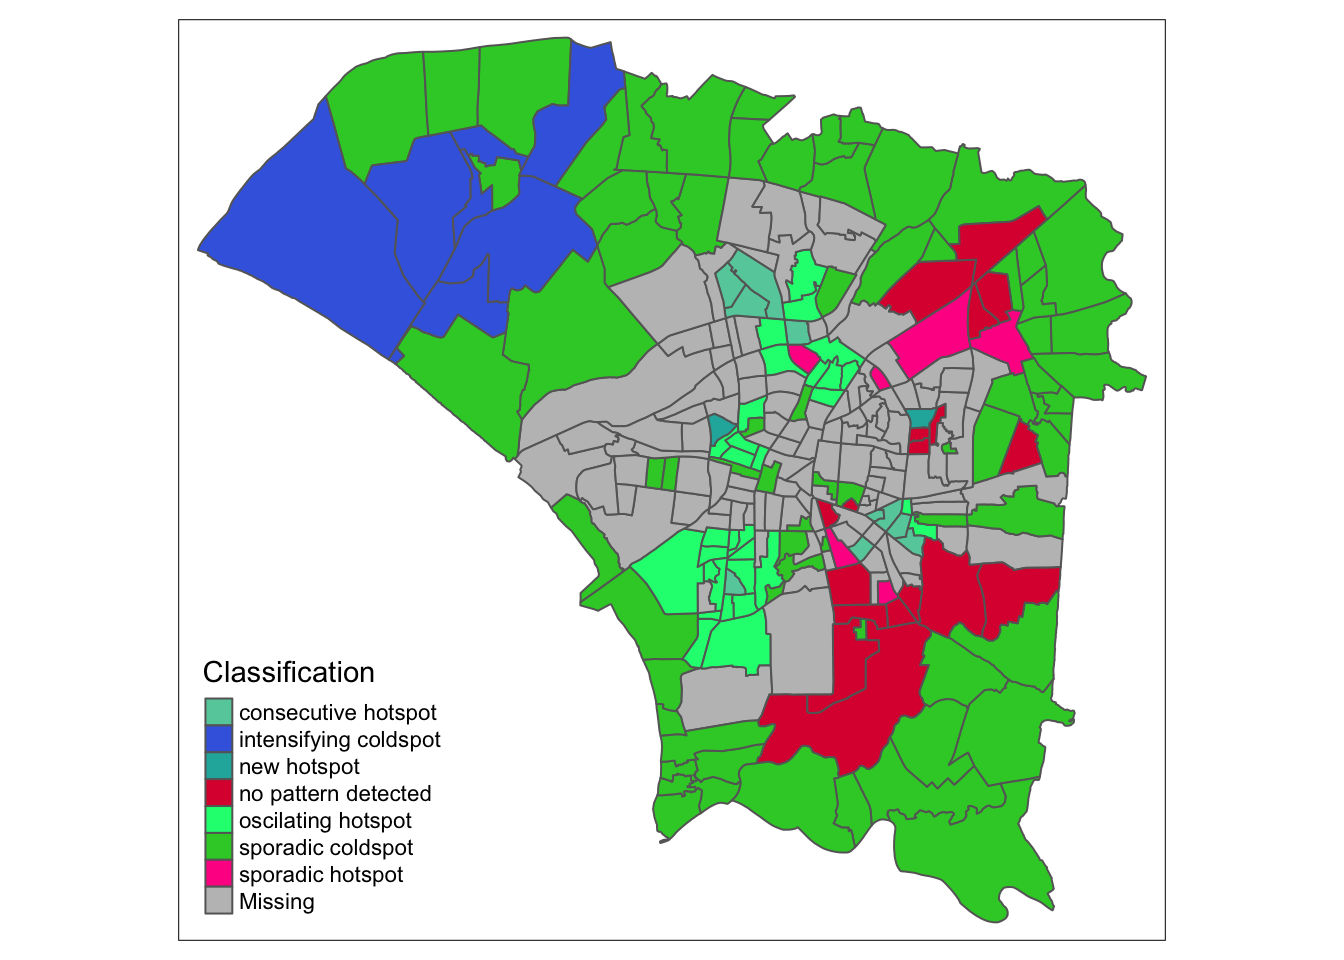 Classification
consecutive hotspot
intensifying coldspot
new hotspot
no pattern detected
oscilating hotspot
sporadic coldspot
sporadic hotspot
Missing